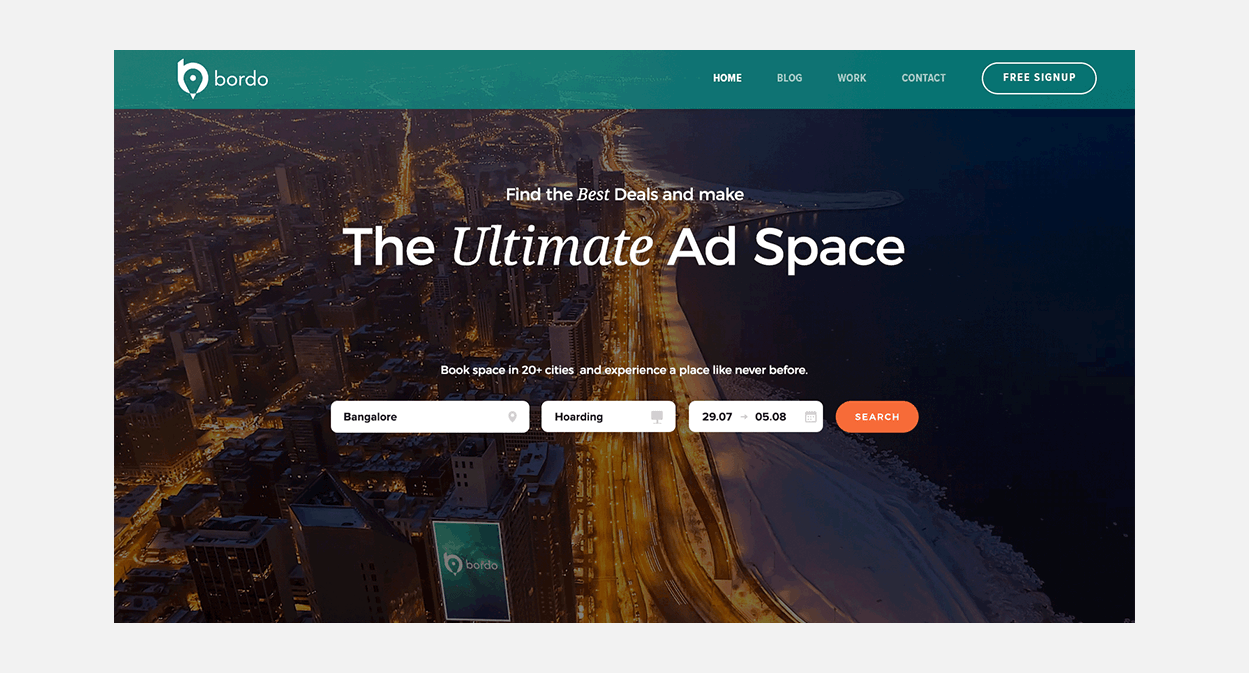 bordo
HOME BLOG WORK CONTACT FREE SIGNUP
Find the Best Deals and make
The Ultimate Ad Space
Book space in 20+ cities and experience a place like never before.
Bangalore Hoarding 29.07 → 05.08 SEARCH
bordo